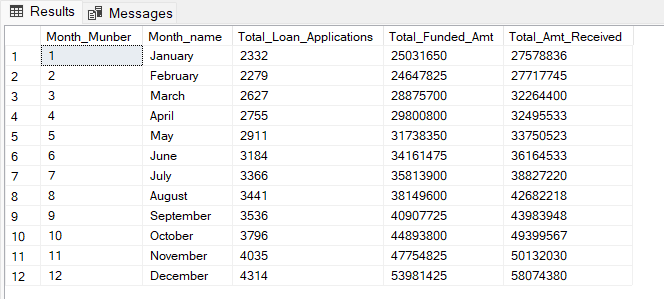 Results Messages
Month_Munber Month_name Total_Loan_Applications Total_Funded_Amt Total_Amt_Received
1 1 January 2332 25031650 27578836
2 2 February 2279 24647825 27717745
3 3 March 2627 28875700 32264400
4 4 April 2755 29800800 32495533
5 5 May 2911 31738350 33750523
6 6 June 3184 34161475 36164533
7 7 July 3366 35813900 38827220
8 8 August 3441 38149600 42682218
9 9 September 3536 40907725 43983948
10 10 October 3796 44893800 49399567
11 11 November 4035 47754825 50132030
12 12 December 4314 53981425 58074380